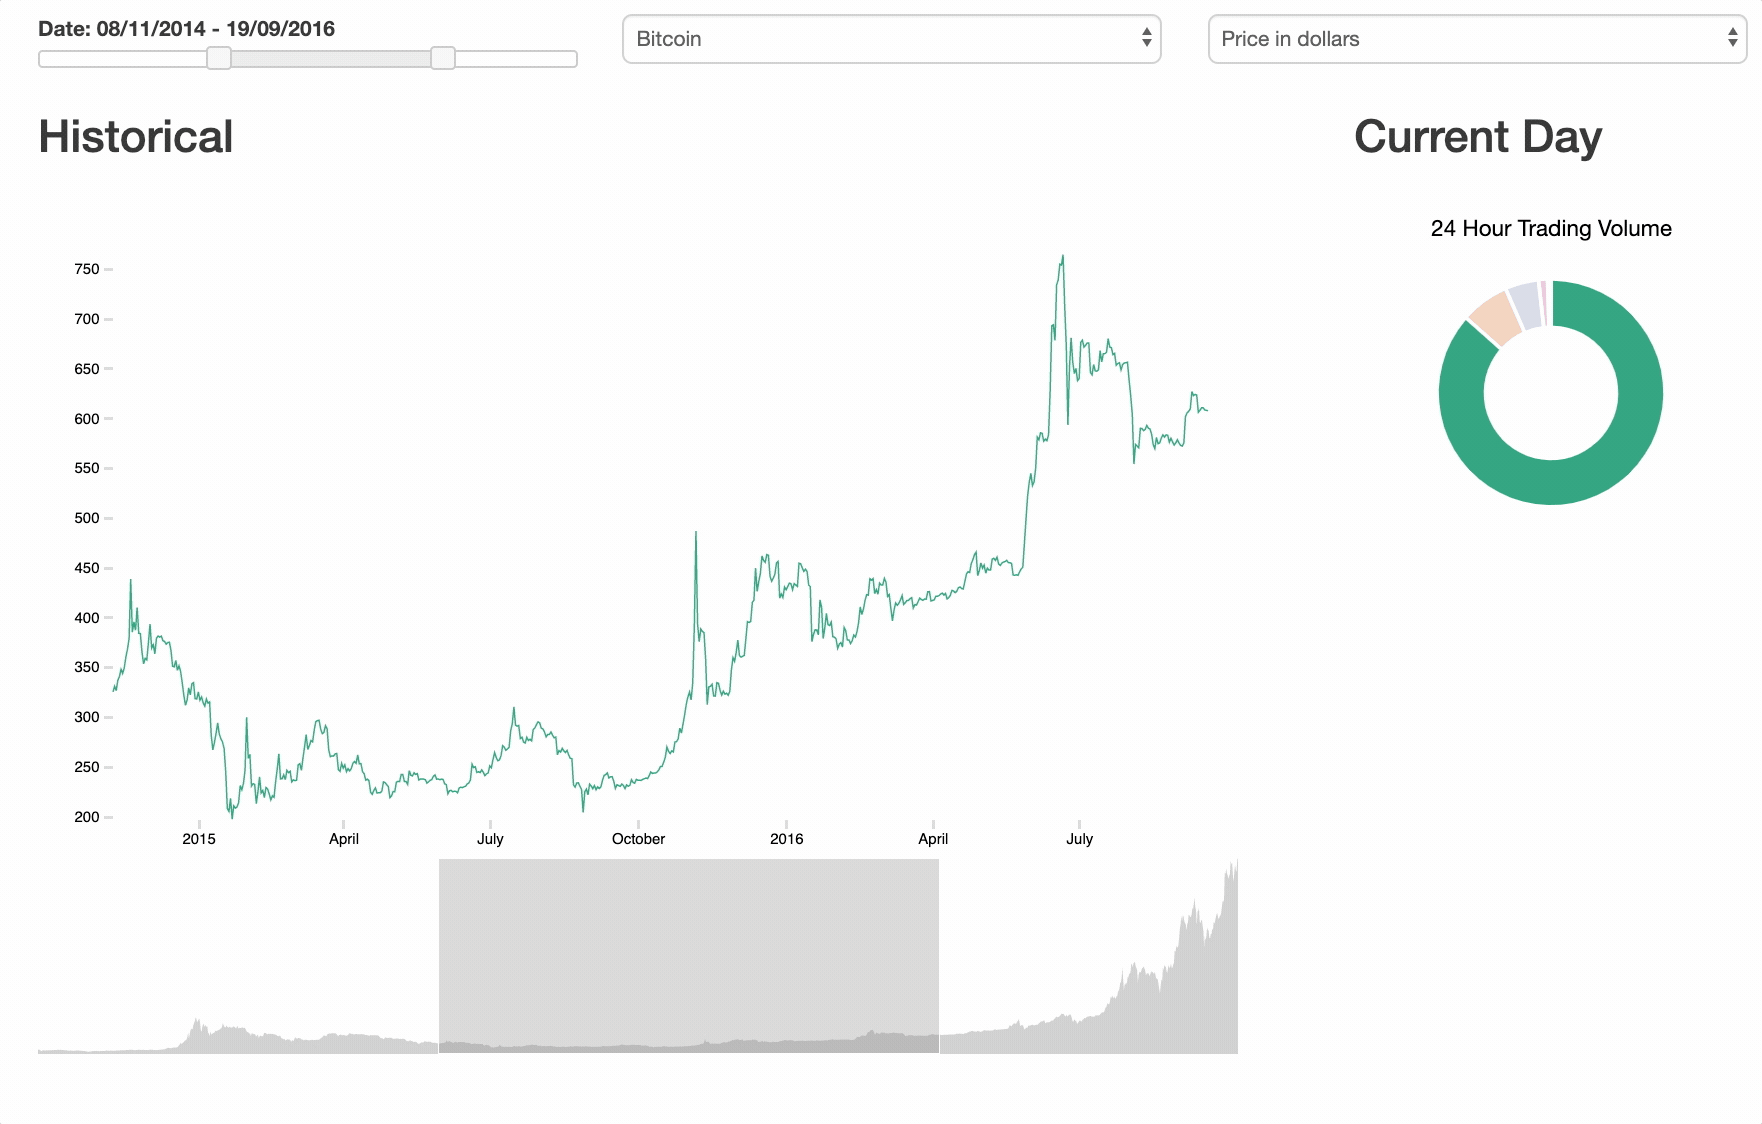 Date: 08/11/2014 - 19/09/2016
Bitcoin
Price in dollars
Historical
Current Day
24 Hour Trading Volume
750
700
650
600
550
500
450
400
350
300
250
200
2015 April July October 2016 April July